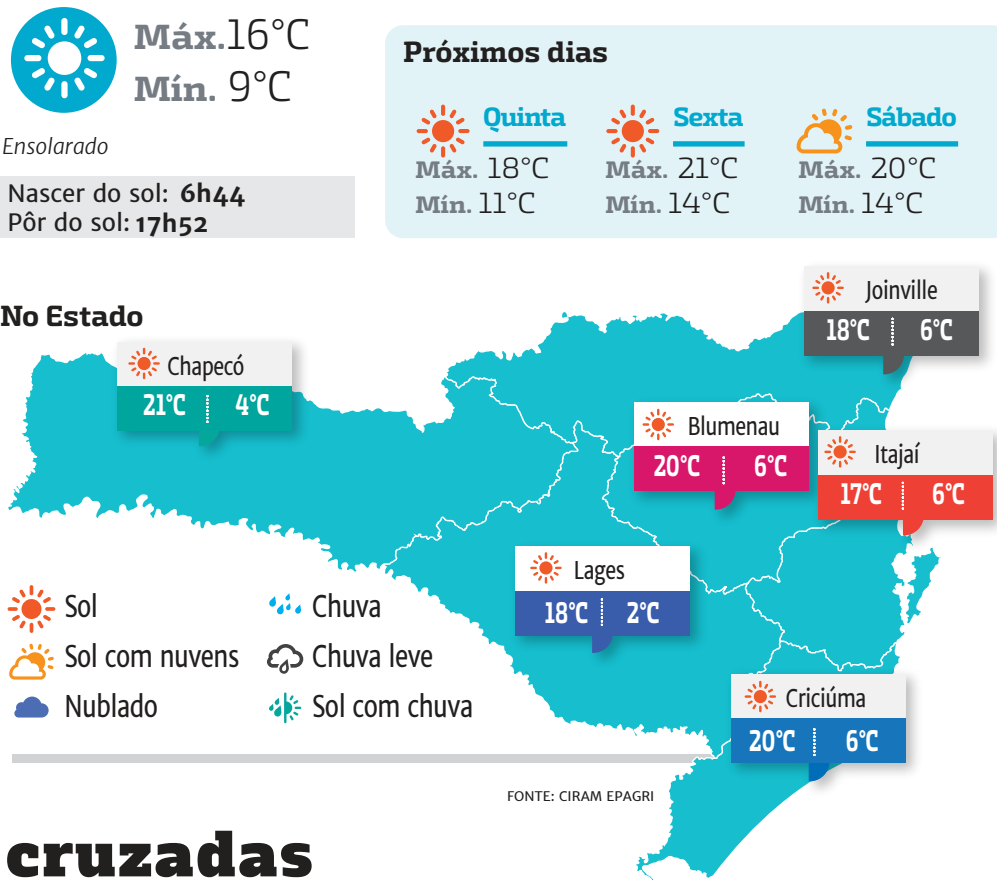 Máx.16°C
Mín. 9°C
Ensolarado
Nascer do sol: 6h44
Pôr do sol: 17h52
Próximos dias
Quinta
Máx. 18°C
Mín. 11°C
Sexta
Máx. 21°C
Mín. 14°C
Sábado
Máx. 20°C
Mín. 14°C
No Estado
Joinville
18°C 6°C
Chapecó
21°C 4°C
Blumenau
20°C 6°C
Itajaí
17°C 6°C
Lages
18°C 2°C
Criciúma
20°C 6°C
Sol
Sol com nuvens
Nublado
Chuva
Chuva leve
Sol com chuva
FONTE: CIRAM EPAGRI
cruzadas